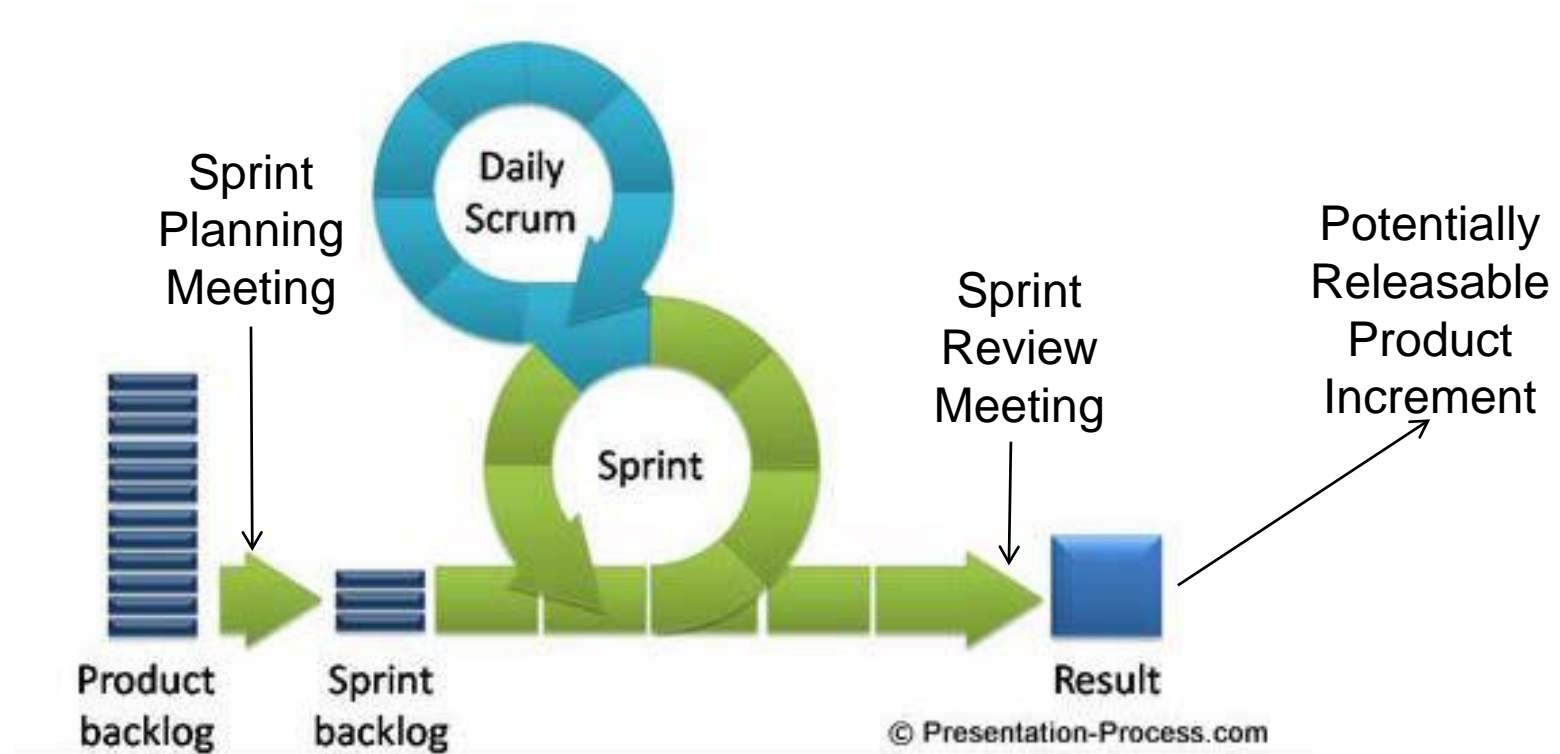 Sprint
Planning
Meeting
Daily
Scrum
Sprint
Sprint
Review
Meeting
Potentially
Releasable
Product
Increment
Product
backlog
Sprint
backlog
Result
© Presentation-Process.com